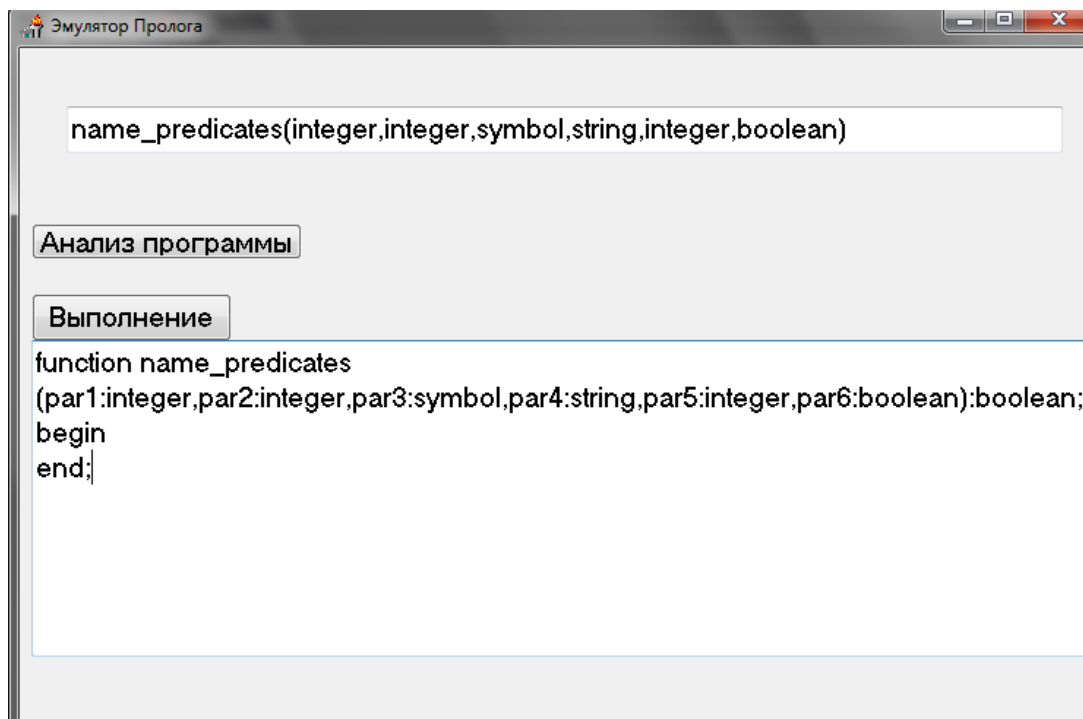 Эмулятор Пролога
name_predicates(integer,integer,symbol,string,integer,boolean)
Анализ программы
Выполнение
function name_predicates
(par1:integer,par2:integer,par3:symbol,par4:string,par5:integer,par6:boolean):boolean;
begin
end;